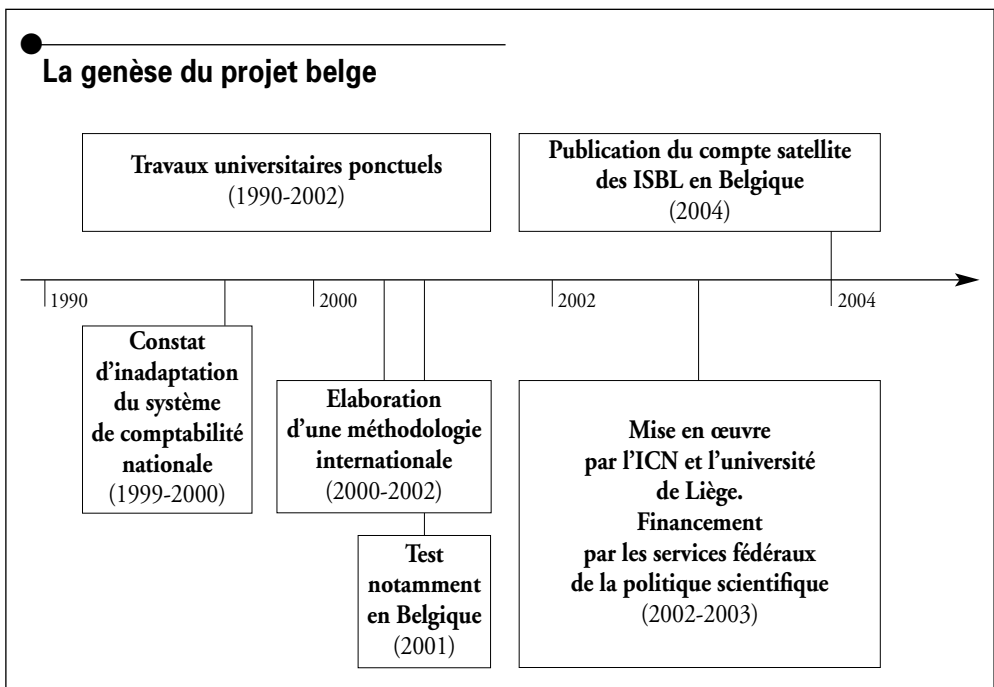 La genèse du projet belge
Travaux universitaires ponctuels
(1990-2002)
Publication du compte satellite
des ISBL en Belgique
(2004)
1990
2000
2002
2004
Constat
d'inadaptation
du système
de comptabilité
nationale
(1999-2000)
Elaboration
d'une méthodologie
internationale
(2000-2002)
Test
notamment
en Belgique
(2001)
Mise en œuvre
par l'ICN et l'université
de Liège.
Financement
par les services fédéraux
de la politique scientifique
(2002-2003)